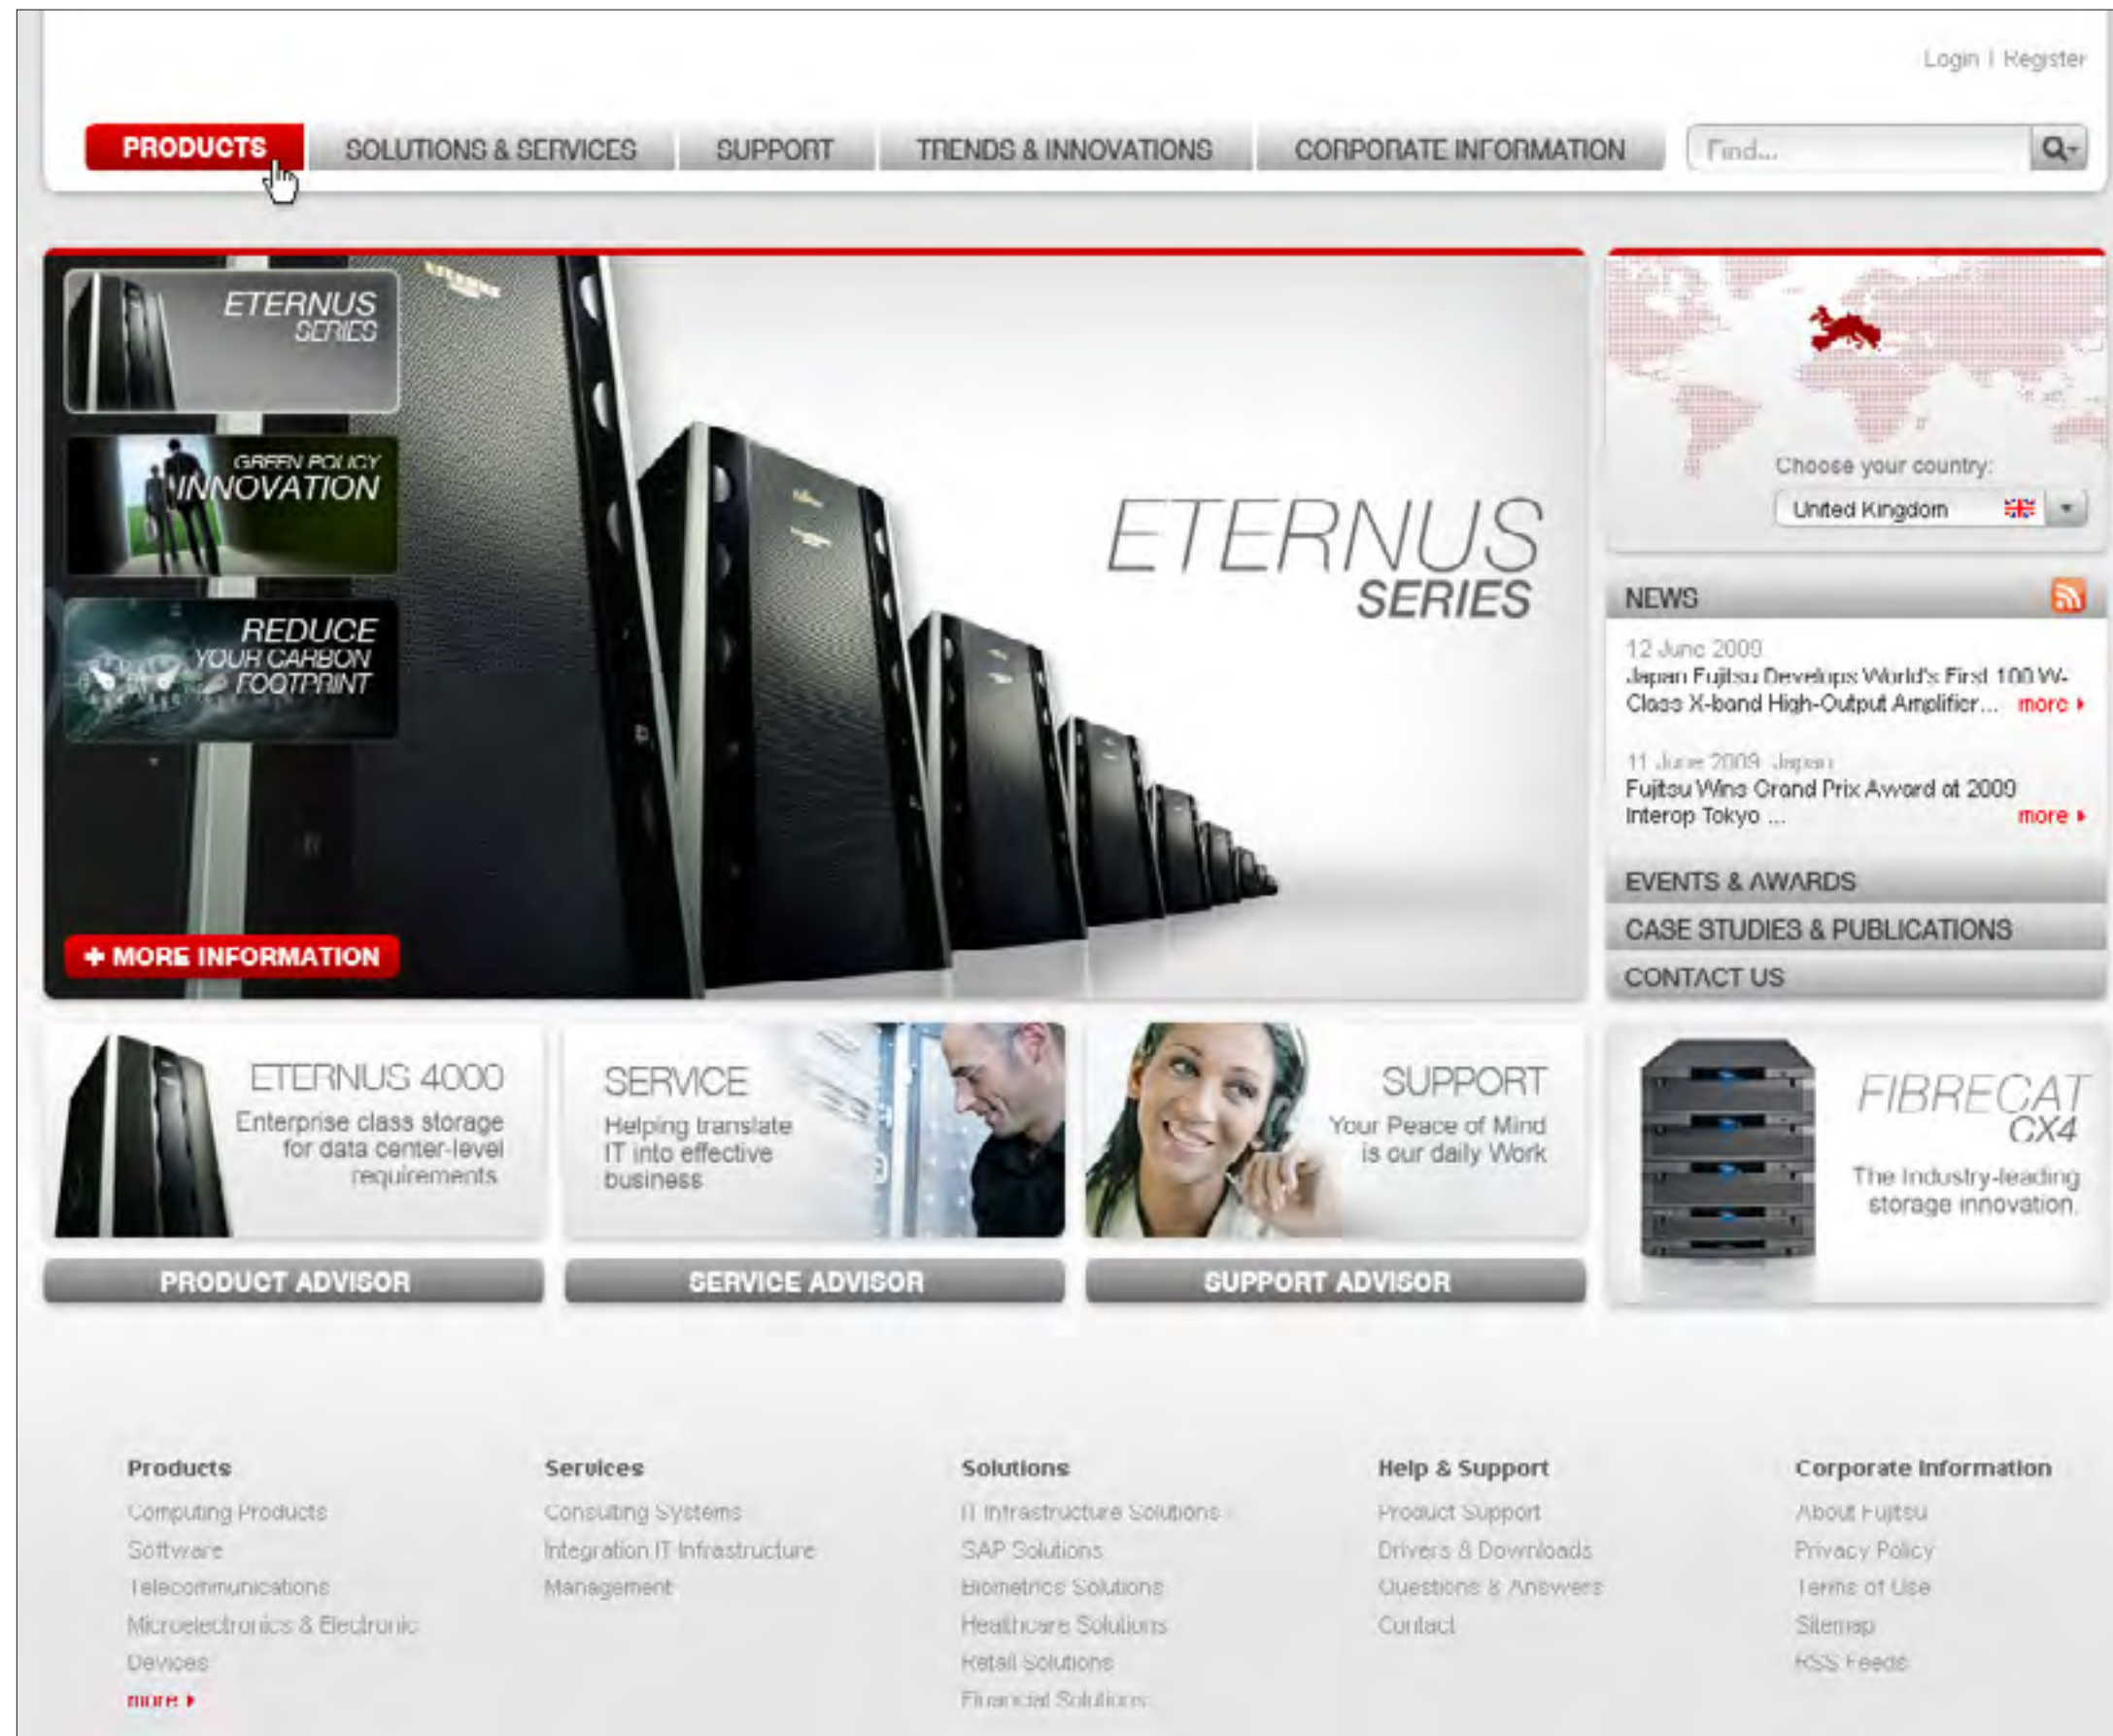 Login | Register
PRODUCTS
SOLUTIONS & SERVICES
SUPPORT
TRENDS & INNOVATIONS
CORPORATE INFORMATION
Find...
ETERNUS
SERIES
GREEN POLICY
INNOVATION
REDUCE
YOUR CARBON
FOOTPRINT
+ MORE INFORMATION
ETERNUS
SERIES
Choose your country:
United Kingdom
NEWS
12 June 2009
Japan Fujitsu Develops World's First 100 W-
Class X-band High-Output Amplifier... more
11 June 2009 Japan
Fujitsu Wins Grand Prix Award at 2009
Interop Tokyo ... more
EVENTS & AWARDS
CASE STUDIES & PUBLICATIONS
CONTACT US
ETERNUS 4000
Enterprise class storage
for data center-level
requirements.
SERVICE
Helping translate
IT into effective
business
SUPPORT
Your Peace of Mind
is our daily Work
FIBRECAT
CX4
The Industry-leading
storage innovation.
PRODUCT ADVISOR
SERVICE ADVISOR
SUPPORT ADVISOR
Products
Computing Products
Software
Telecommunications
Microelectronics & Electronic
Devices
more
Services
Consulting Systems
Integration IT Infrastructure
Management
Solutions
IT Infrastructure Solutions
SAP Solutions
Biometrics Solutions
Healthcare Solutions
Retail Solutions
Financial Solutions
Help & Support
Product Support
Drivers & Downloads
Questions & Answers
Contact
Corporate Information
About Fujitsu
Privacy Policy
Terms of Use
Sitemap
RSS Feeds